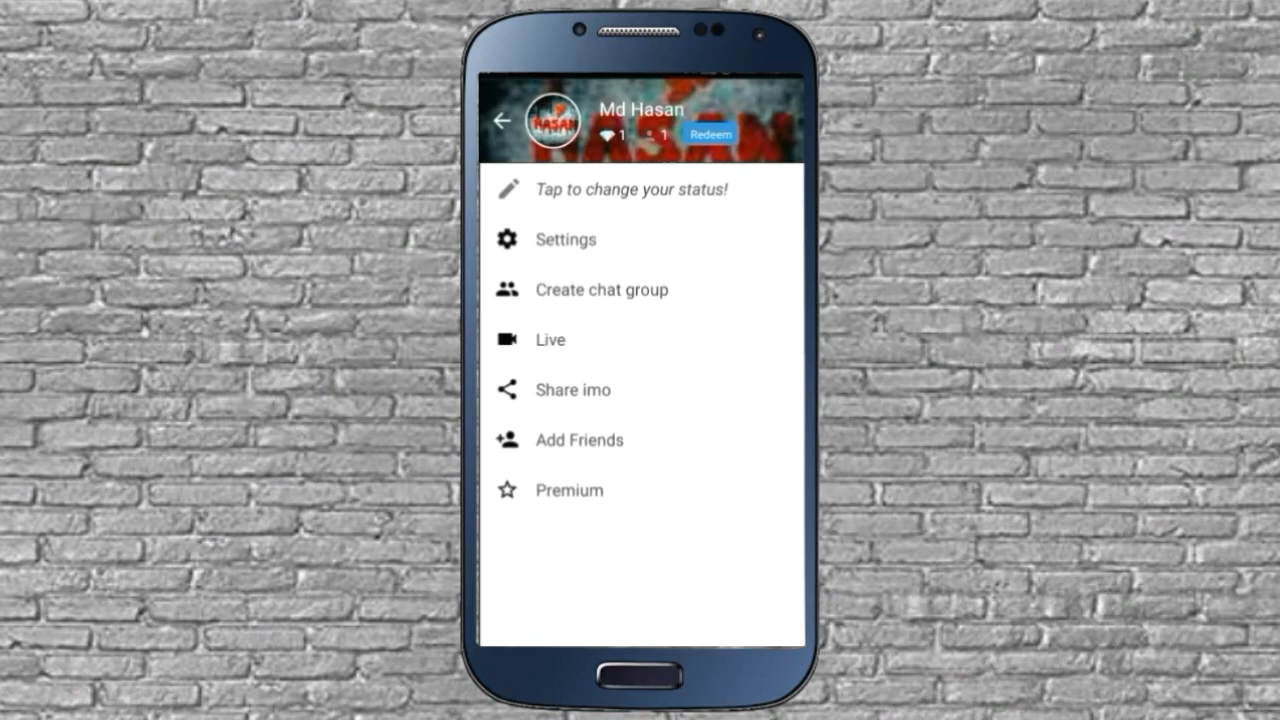 Md Hasan
1 1 Redeem
HASAN
Tap to change your status!
Settings
Create chat group
Live
Share imo
Add Friends
Premium